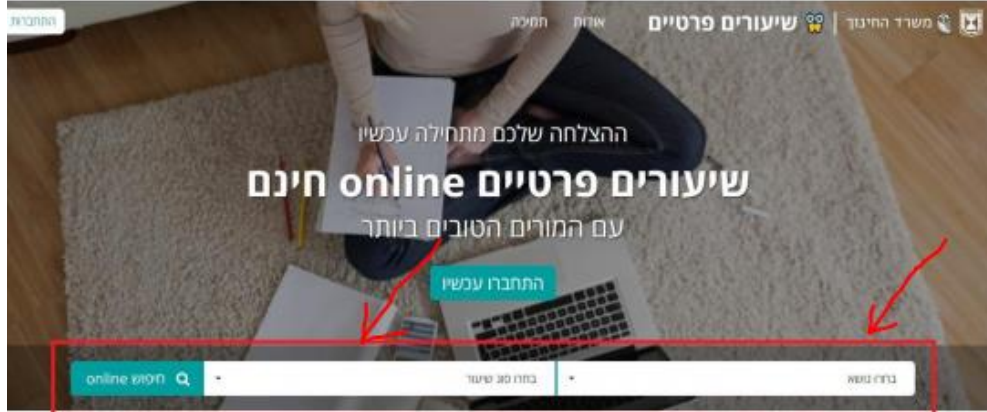 משרד החינוך | שיעורים פרטיים אודות תמיכה התחברות
ההצלחה שלכם מתחילה עכשיו
שיעורים פרטיים online חינם
עם המורים הטובים ביותר
התחברו עכשיו
בחרו נושא בחרו סוג שיעור חיפוש online